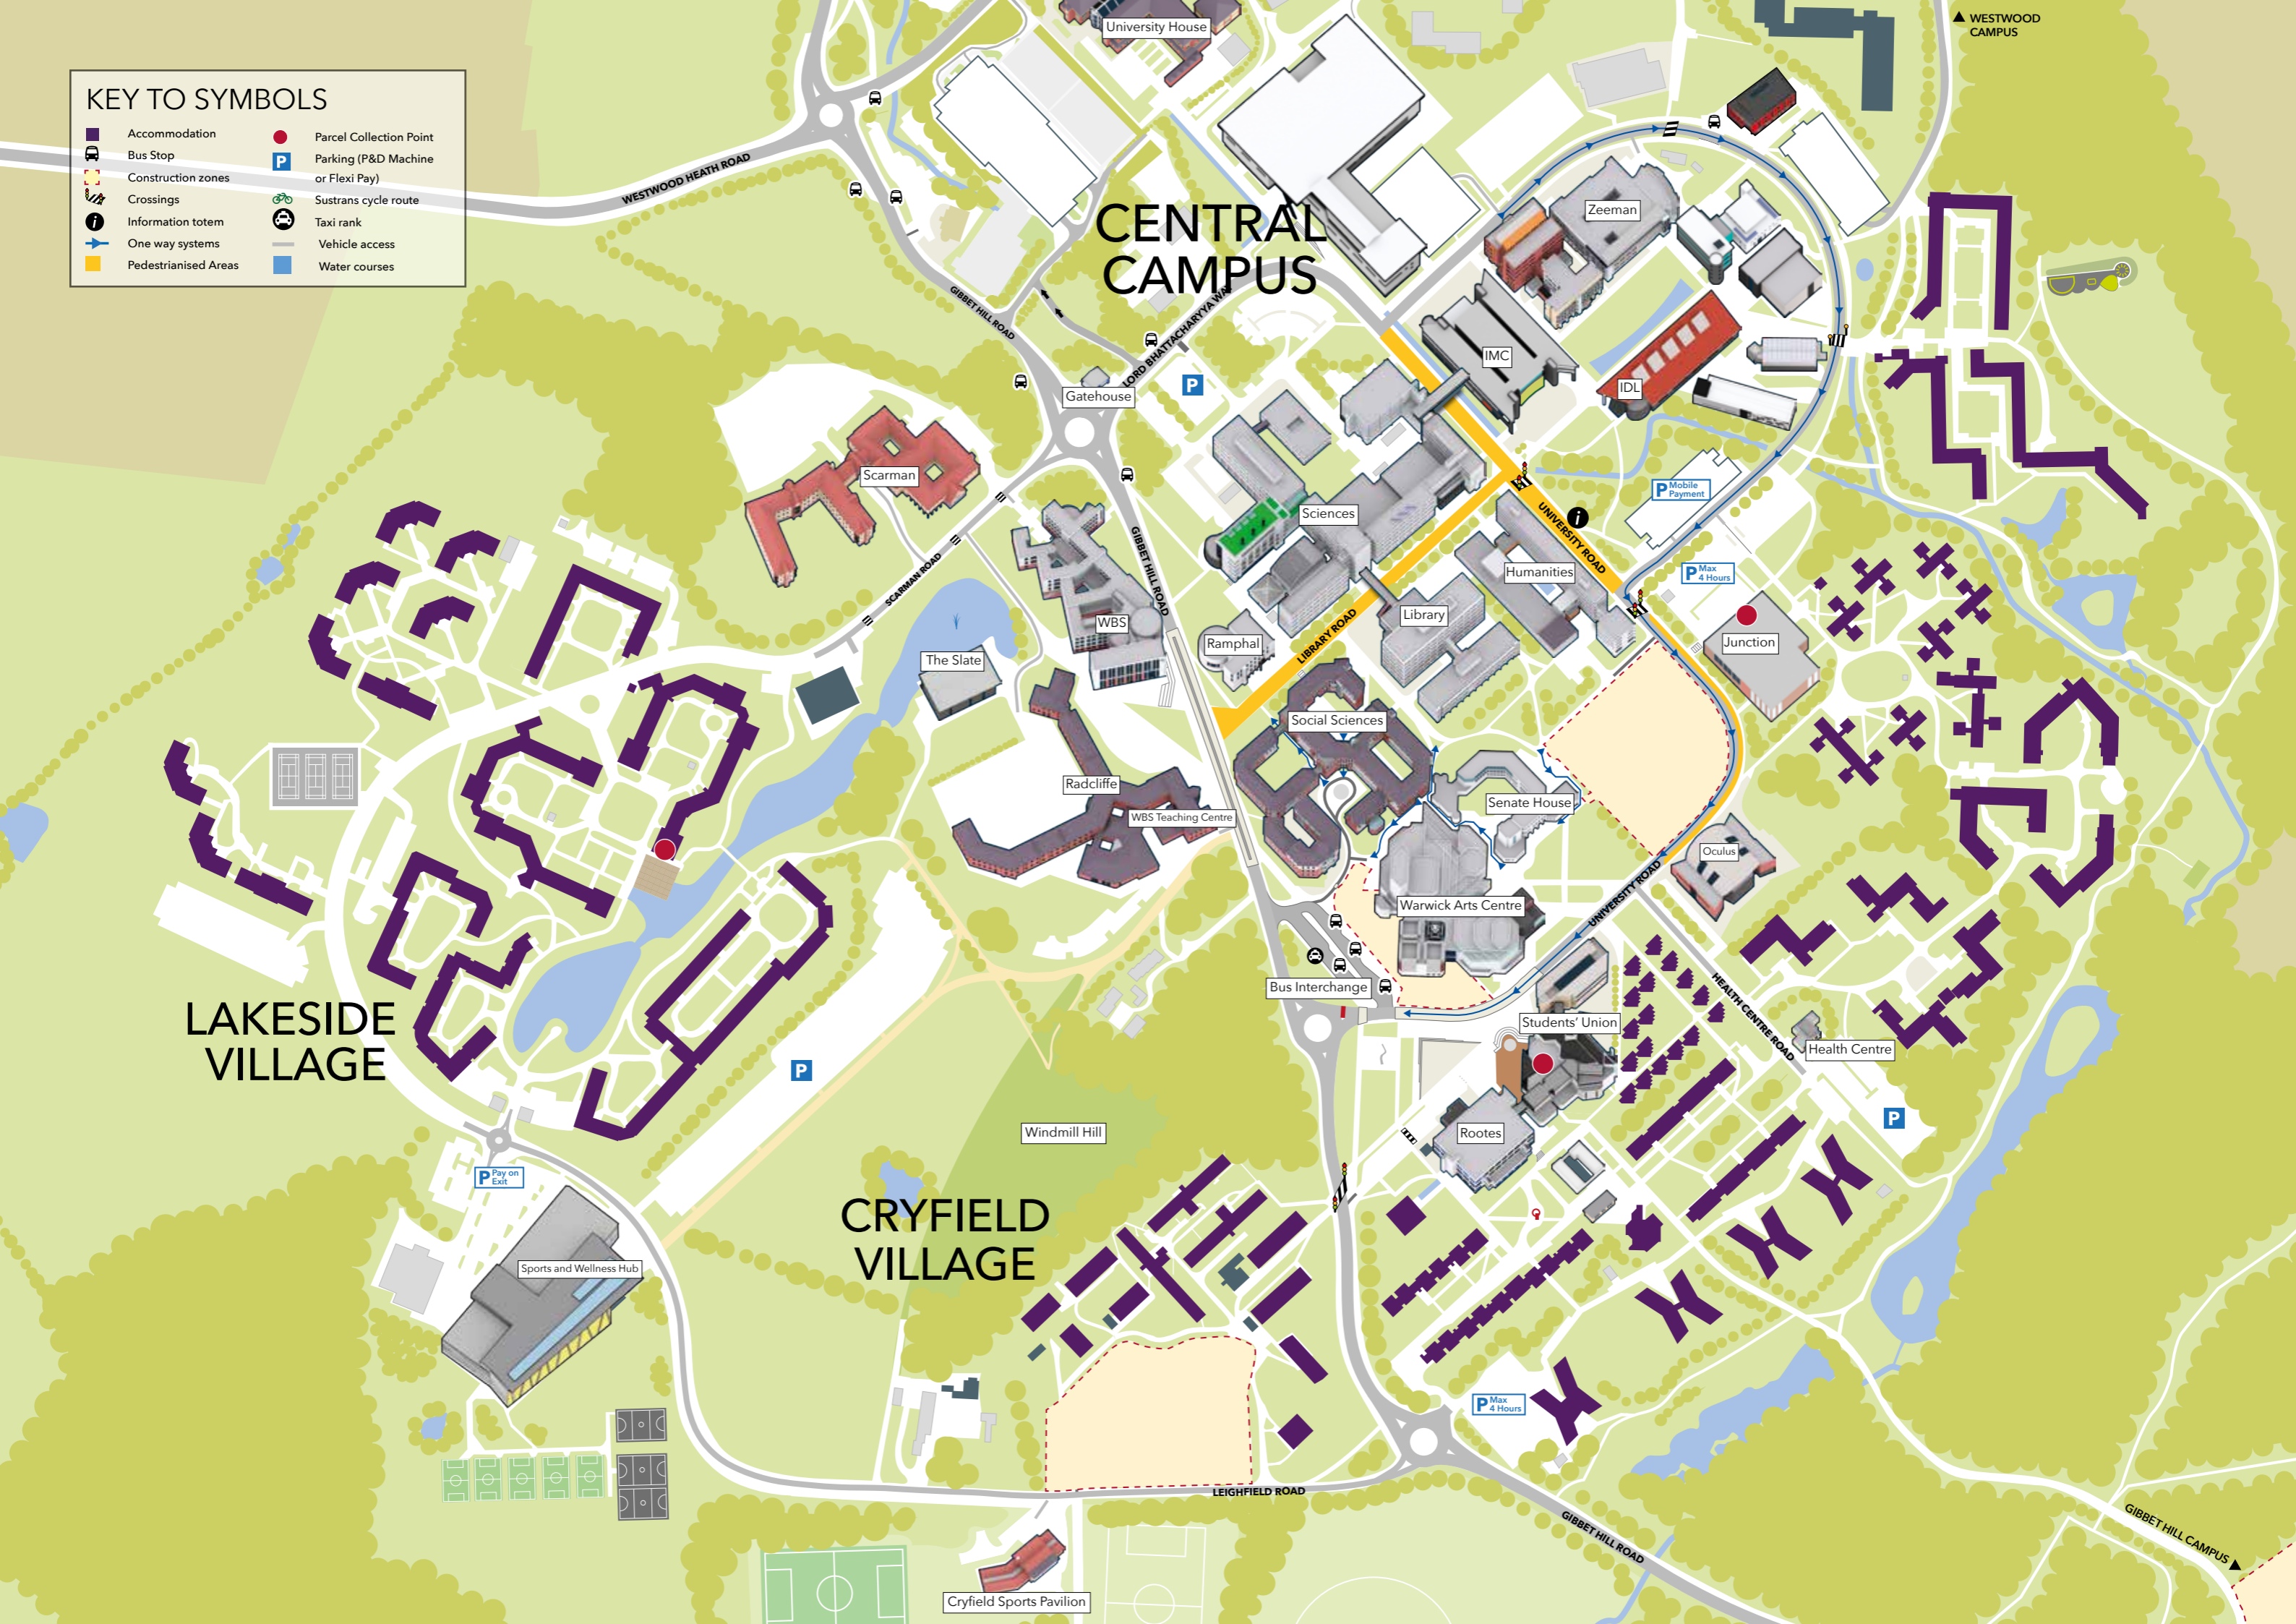 University House
▲ WESTWOOD
CAMPUS
KEY TO SYMBOLS
Accommodation
Bus Stop
Construction zones
Crossings
i
Information totem
One way systems
Pedestrianised Areas
Parcel Collection Point
P
Parking (P&D Machine
or Flexi Pay)
Sustrans cycle route
Taxi rank
Vehicle access
Water courses
WESTWOOD HEATH ROAD
CENTRAL
CAMPUS
Zeeman
GIBBET HILL ROAD
LORD BHATTACHARYYA WAY
IMC
IDL
P
Gatehouse
Scarman
P Mobile
Payment
Sciences
i
UNIVERSITY ROAD
GIBBET HILL ROAD
SCARMAN ROAD
Humanities
P Max
4 Hours
WBS
Library
LIBRARY ROAD
Ramphal
Junction
The Slate
Social Sciences
Radcliffe
WBS Teaching Centre
Senate House
Oculus
UNIVERSITY ROAD
Warwick Arts Centre
Bus Interchange
HEALTH CENTRE ROAD
Students' Union
Health Centre
LAKESIDE
VILLAGE
P
P
Windmill Hill
Rootes
P Pay on
Exit
CRYFIELD
VILLAGE
Sports and Wellness Hub
P Max
4 Hours
LEIGHFIELD ROAD
GIBBET HILL ROAD
GIBBET HILL CAMPUS ▲
Cryfield Sports Pavilion